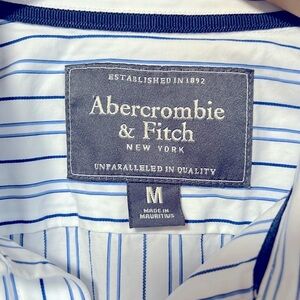 ESTABLISHED IN 1892
Abercrombie
& Fitch
NEW YORK
UNPARALLELED IN QUALITY
M
MADE IN
MAURITIUS